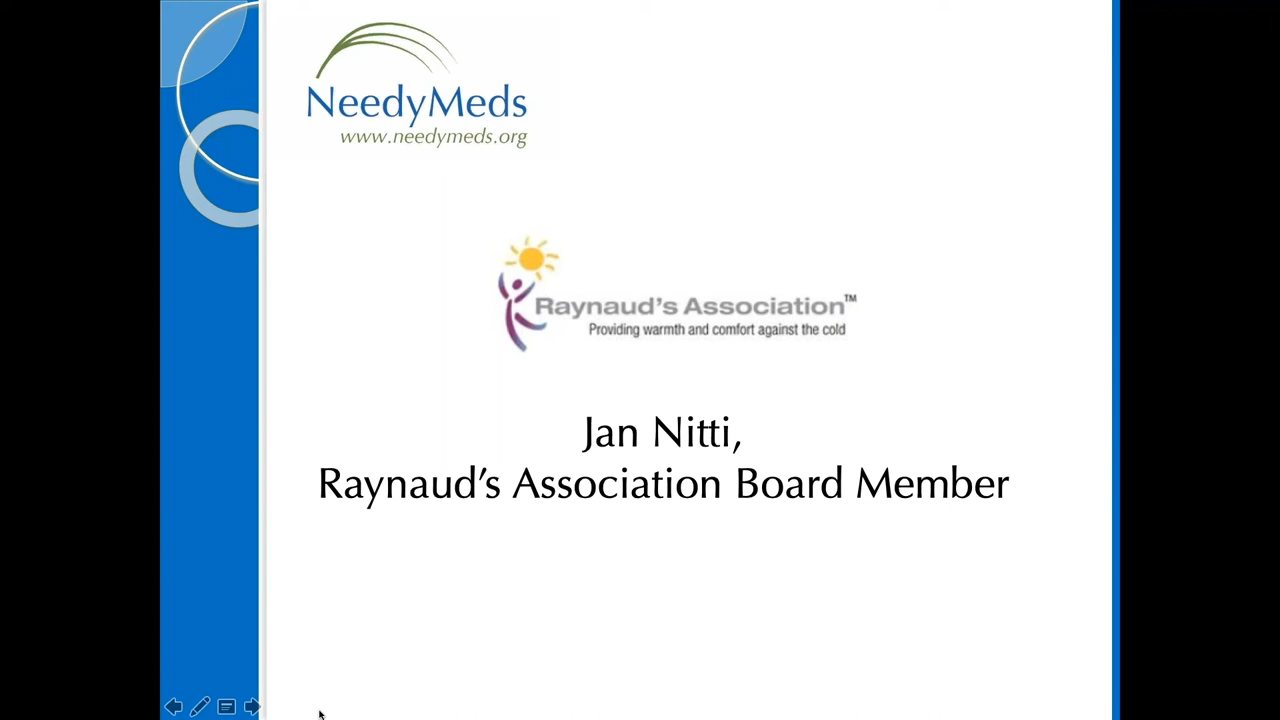 NeedyMeds
www.needymeds.org
Raynaud's Association™
Providing warmth and comfort against the cold
Jan Nitti,
Raynaud's Association Board Member